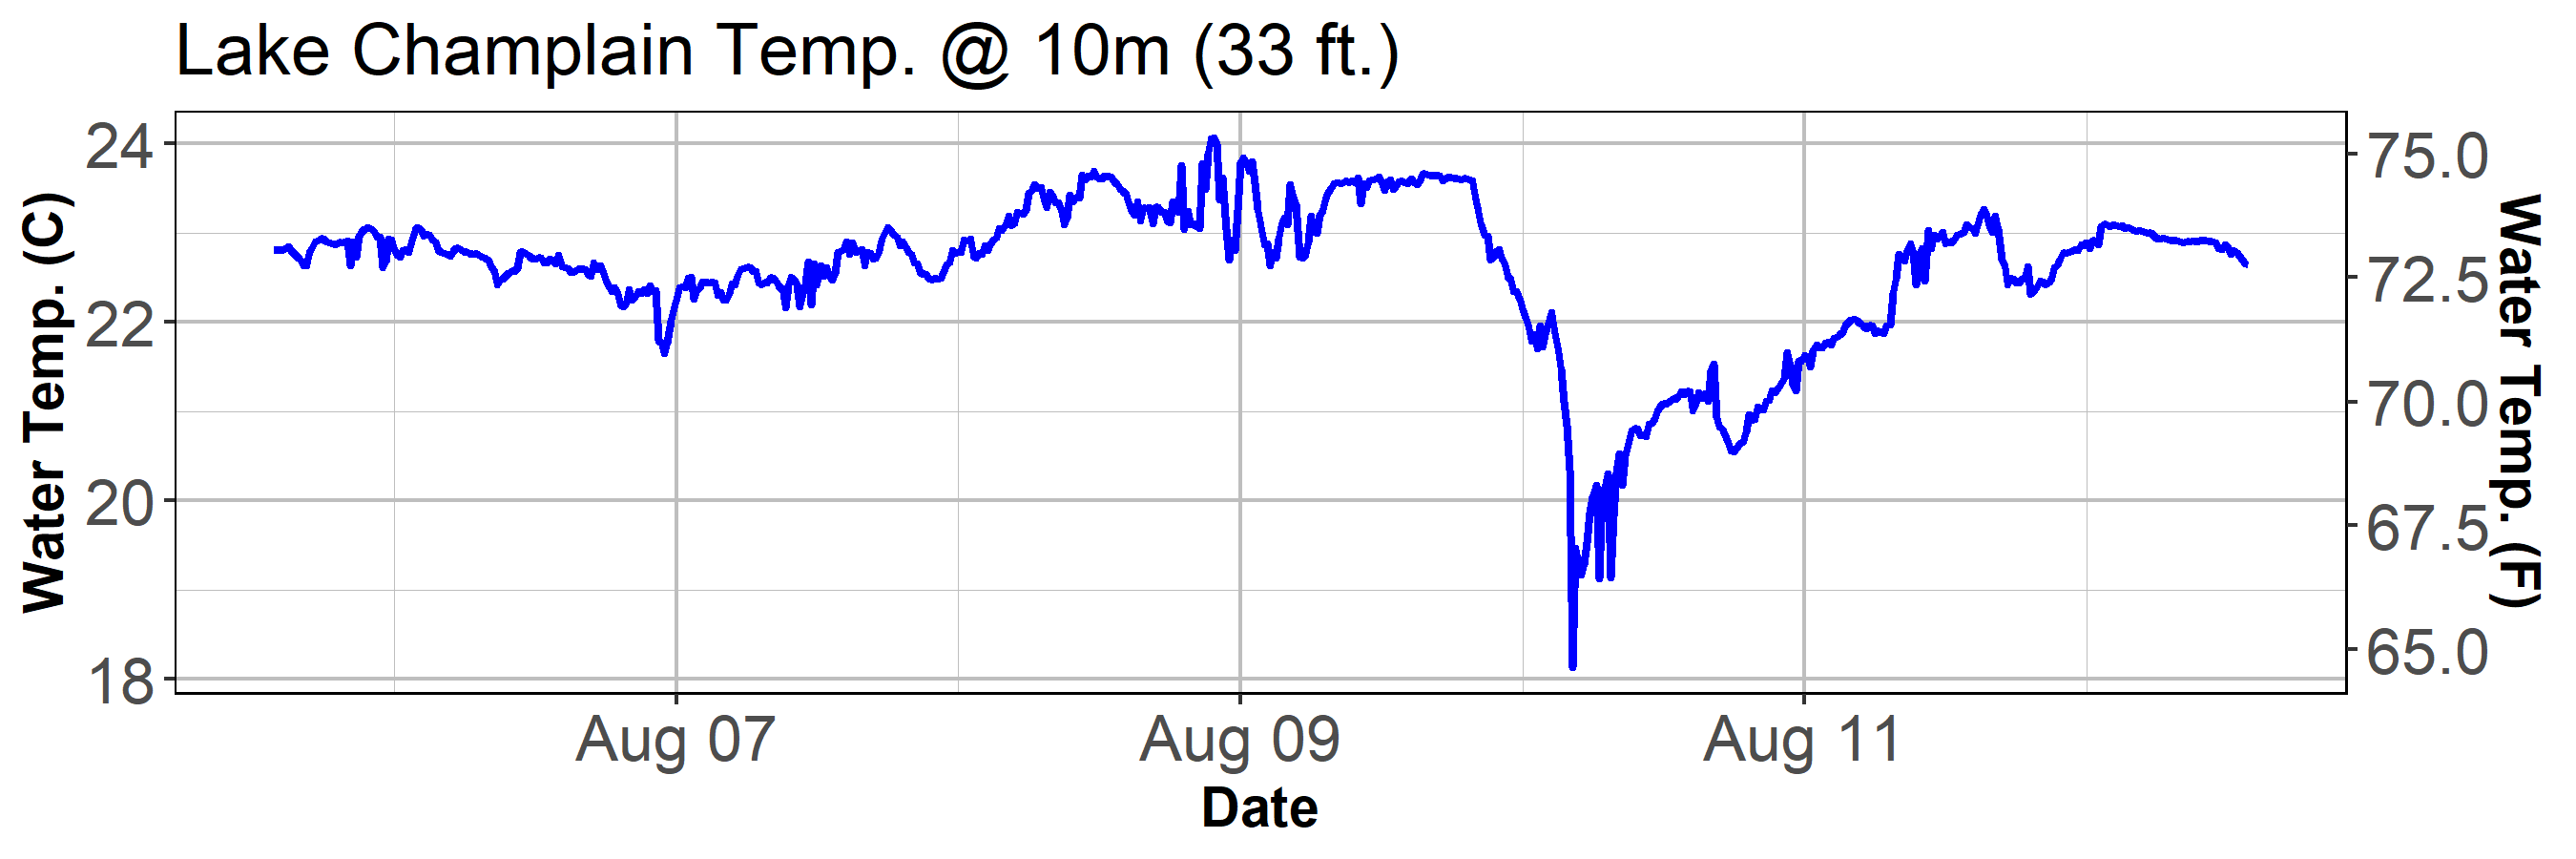 Lake Champlain Temp. @ 10m (33 ft.)
Water Temp. (C)
24
22
20
18
75.0
72.5
70.0
67.5
65.0
Water Temp. (F)
Aug 07
Aug 09
Aug 11
Date